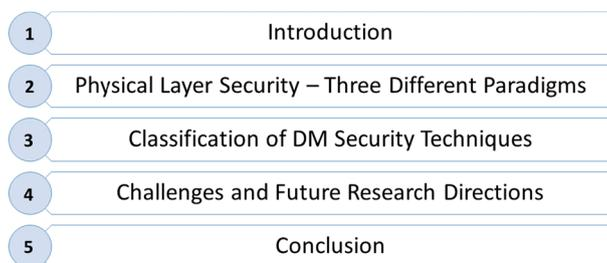 1 Introduction
2 Physical Layer Security – Three Different Paradigms
3 Classification of DM Security Techniques
4 Challenges and Future Research Directions
5 Conclusion